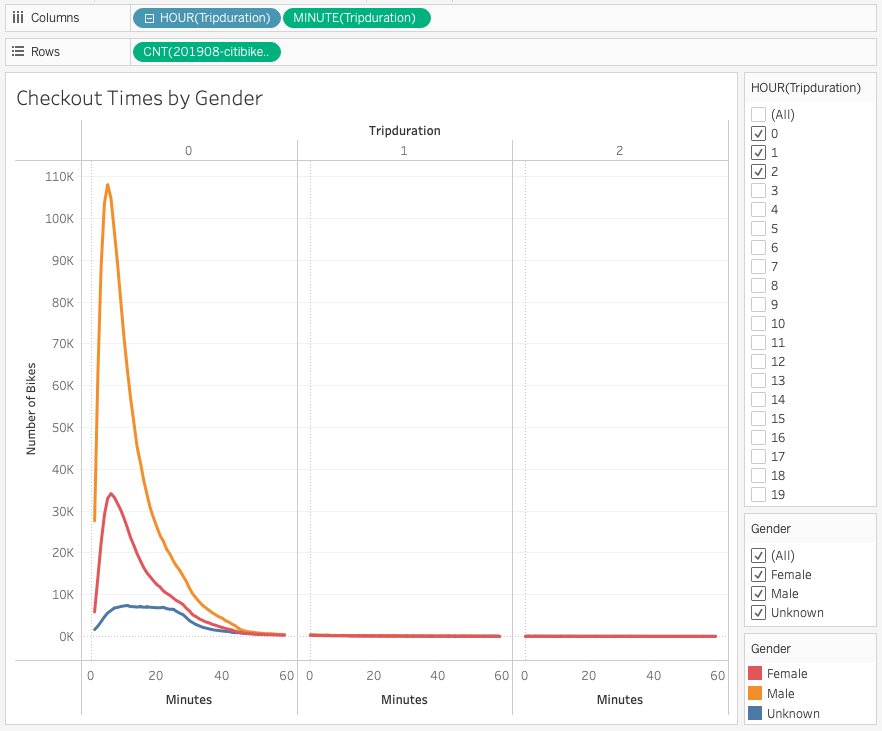 Columns
HOUR(Tripduration) MINUTE(Tripduration)
Rows
CNT(201908-citibike..
Checkout Times by Gender
Tripduration
0 1 2
Number of Bikes
110K
100K
90K
80K
70K
60K
50K
40K
30K
20K
10K
0K
0 20 40 60 0 20 40 60 0 20 40 60
Minutes Minutes Minutes
HOUR(Tripduration)
(All)
0
1
2
3
4
5
6
7
8
9
10
11
12
13
14
15
16
17
18
19
Gender
(All)
Female
Male
Unknown
Gender
Female
Male
Unknown